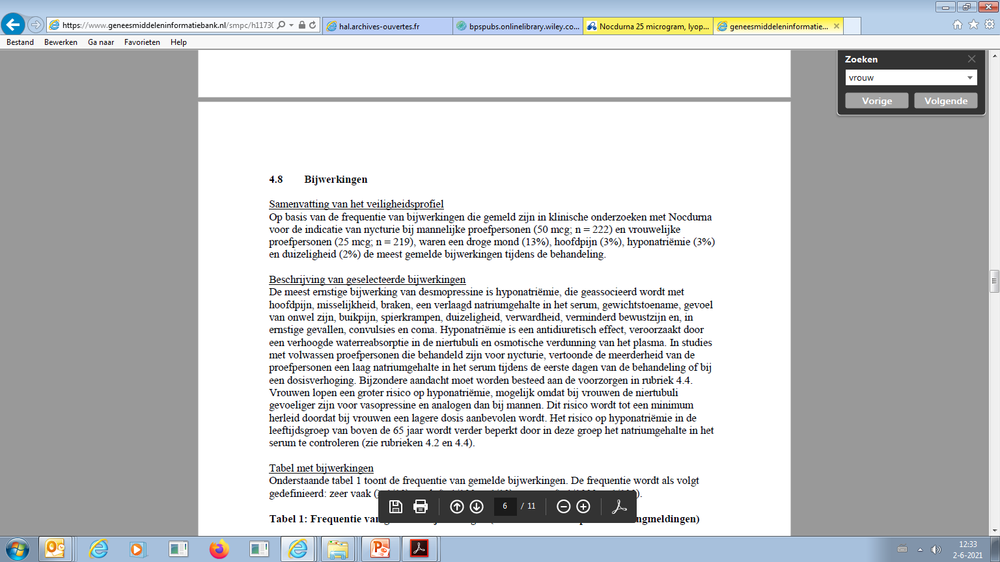 https://www.geneesmiddeleninformatiebank.nl/smpc/h1173
hal.archives-ouvertes.fr
bpspubs.onlinelibrary.wiley.co...
Nocdurna 25 microgram, lyop...
geneesmiddeleninformatie...
Bestand Bewerken Ga naar Favorieten Help
Zoeken
vrouw
Vorige Volgende
4.8 Bijwerkingen
Samenvatting van het veiligheidsprofiel
Op basis van de frequentie van bijwerkingen die gemeld zijn in klinische onderzoeken met Nocdurna
voor de indicatie van nycturie bij mannelijke proefpersonen (50 mcg; n = 222) en vrouwelijke
proefpersonen (25 mcg; n = 219), waren een droge mond (13%), hoofdpijn (3%), hyponatriëmie (3%)
en duizeligheid (2%) de meest gemelde bijwerkingen tijdens de behandeling.
Beschrijving van geselecteerde bijwerkingen
De meest ernstige bijwerking van desmopressine is hyponatriëmie, die geassocieerd wordt met
hoofdpijn, misselijkheid, braken, een verlaagd natriumgehalte in het serum, gewichtstoename, gevoel
van onwel zijn, buikpijn, spierkrampen, duizeligheid, verwardheid, verminderd bewustzijn en, in
ernstige gevallen, convulsies en coma. Hyponatriëmie is een antidiuretisch effect, veroorzaakt door
een verhoogde waterreabsorptie in de niertubuli en osmotische verdunning van het plasma. In studies
met volwassen proefpersonen die behandeld zijn voor nycturie, vertoonde de meerderheid van de
proefpersonen een laag natriumgehalte in het serum tijdens de eerste dagen van de behandeling of bij
een dosisverhoging. Bijzondere aandacht moet worden besteed aan de voorzorgen in rubriek 4.4.
Vrouwen lopen een groter risico op hyponatriëmie, mogelijk omdat bij vrouwen de niertubuli
gevoeliger zijn voor vasopressine en analogen dan bij mannen. Dit risico wordt tot een minimum
herleid doordat bij vrouwen een lagere dosis aanbevolen wordt. Het risico op hyponatriëmie in de
leeftijdsgroep van boven de 65 jaar wordt verder beperkt door in deze groep het natriumgehalte in het
serum te controleren (zie rubrieken 4.2 en 4.4).
Tabel met bijwerkingen
Onderstaande tabel 1 toont de frequentie van gemelde bijwerkingen. De frequentie wordt als volgt
gedefinieerd: zeer vaak
6 / 11
Tabel 1: Frequentie
12:33
2-6-2021